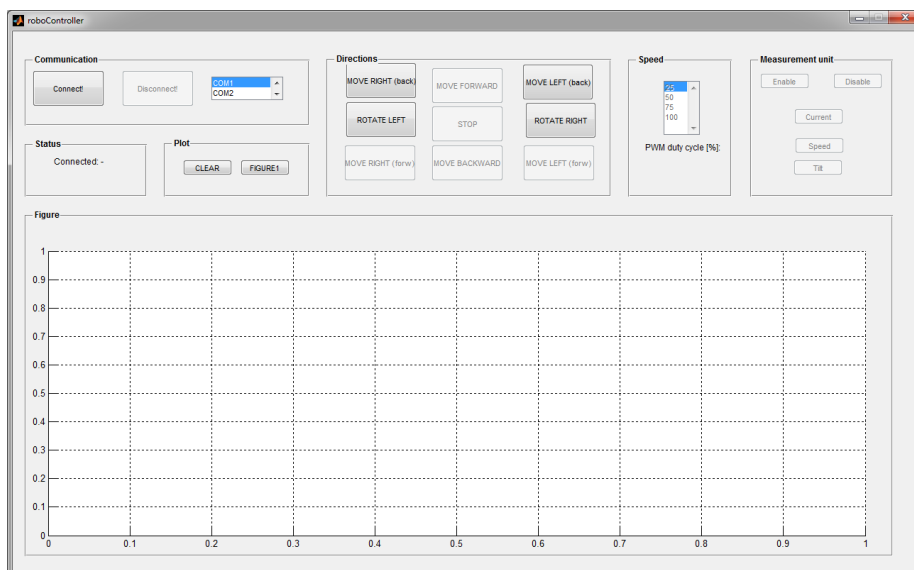 roboController
Communication
Connect!
Disconnect!
COM1
COM2
Status
Connected: -
Plot
CLEAR
FIGURE1
Directions
MOVE RIGHT (back)
MOVE FORWARD
MOVE LEFT (back)
ROTATE LEFT
STOP
ROTATE RIGHT
MOVE RIGHT (forw)
MOVE BACKWARD
MOVE LEFT (forw)
Speed
25
50
75
100
PWM duty cycle [%]:
Measurement unit
Enable
Disable
Current
Speed
Tilt
Figure
1
0.9
0.8
0.7
0.6
0.5
0.4
0.3
0.2
0.1
0
0 0.1 0.2 0.3 0.4 0.5 0.6 0.7 0.8 0.9 1